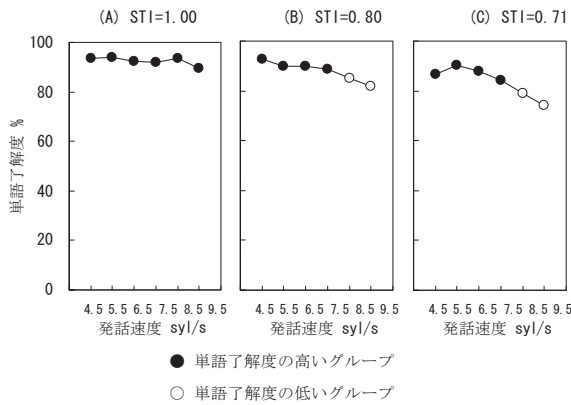 (A) STI=1.00 (B) STI=0.80 (C) STI=0.71
100
80
60
40
20
0
単語了解度 %
4.5 5.5 6.5 7.5 8.5 9.5 4.5 5.5 6.5 7.5 8.5 9.5 4.5 5.5 6.5 7.5 8.5 9.5
発話速度 syl/s 発話速度 syl/s 発話速度 syl/s
● 単語了解度の高いグループ
○ 単語了解度の低いグループ